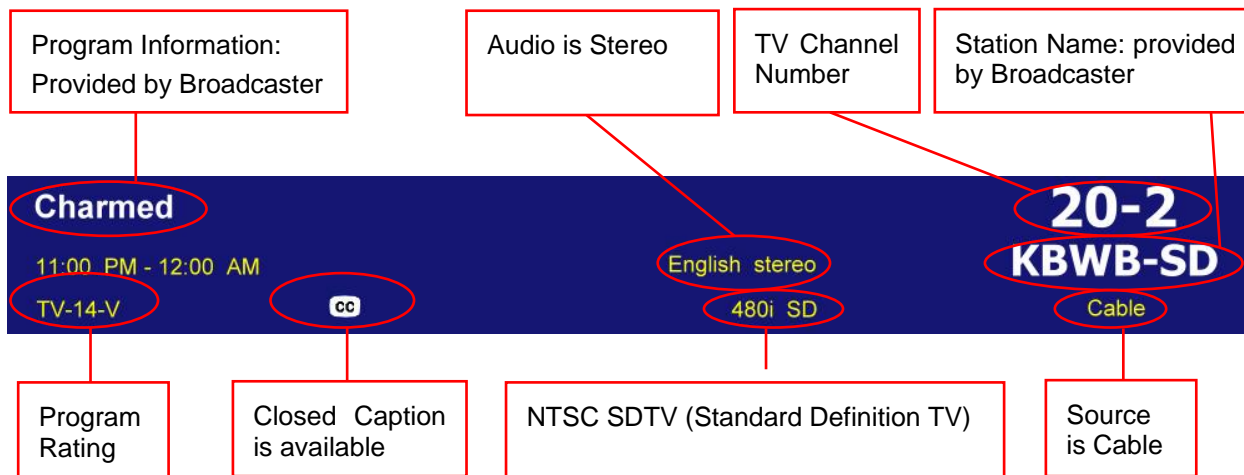 Program Information:
Provided by Broadcaster
Audio is Stereo
TV Channel
Number
Station Name: provided
by Broadcaster
Charmed
20-2
11:00 PM - 12:00 AM
English stereo
KBWB-SD
TV-14-V
cc
480i SD
Cable
Program
Rating
Closed Caption
is available
NTSC SDTV (Standard Definition TV)
Source
is Cable